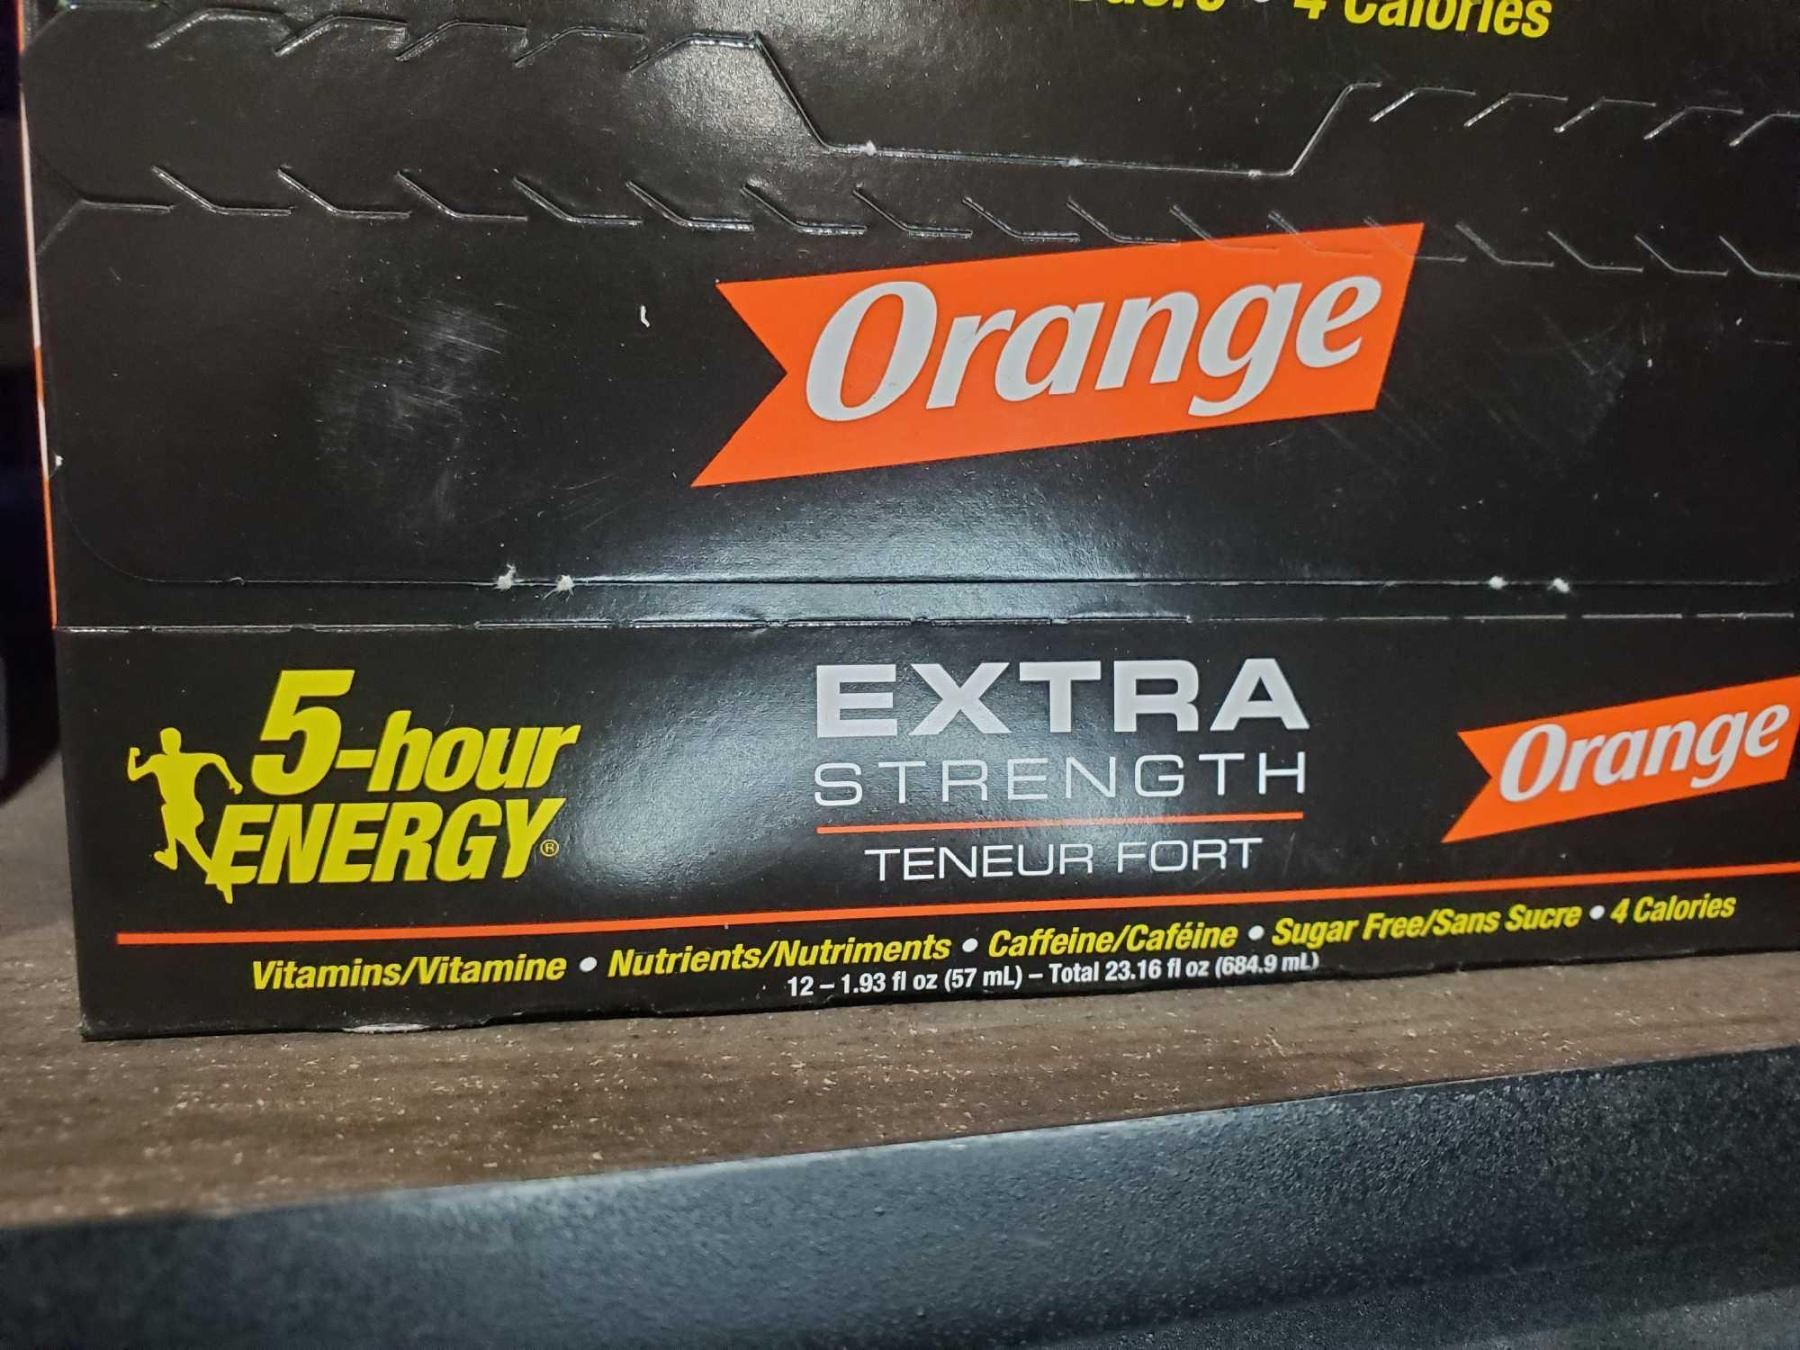 4 Calories
Orange
5-hour
ENERGY®
EXTRA
STRENGTH
TENEUR FORT
Orange
Vitamins/Vitamine • Nutrients/Nutriments • Caffeine/Caféine • Sugar Free/Sans Sucre • 4 Calories
12 – 1.93 fl oz (57 mL) – Total 23.16 fl oz (684.9 mL)